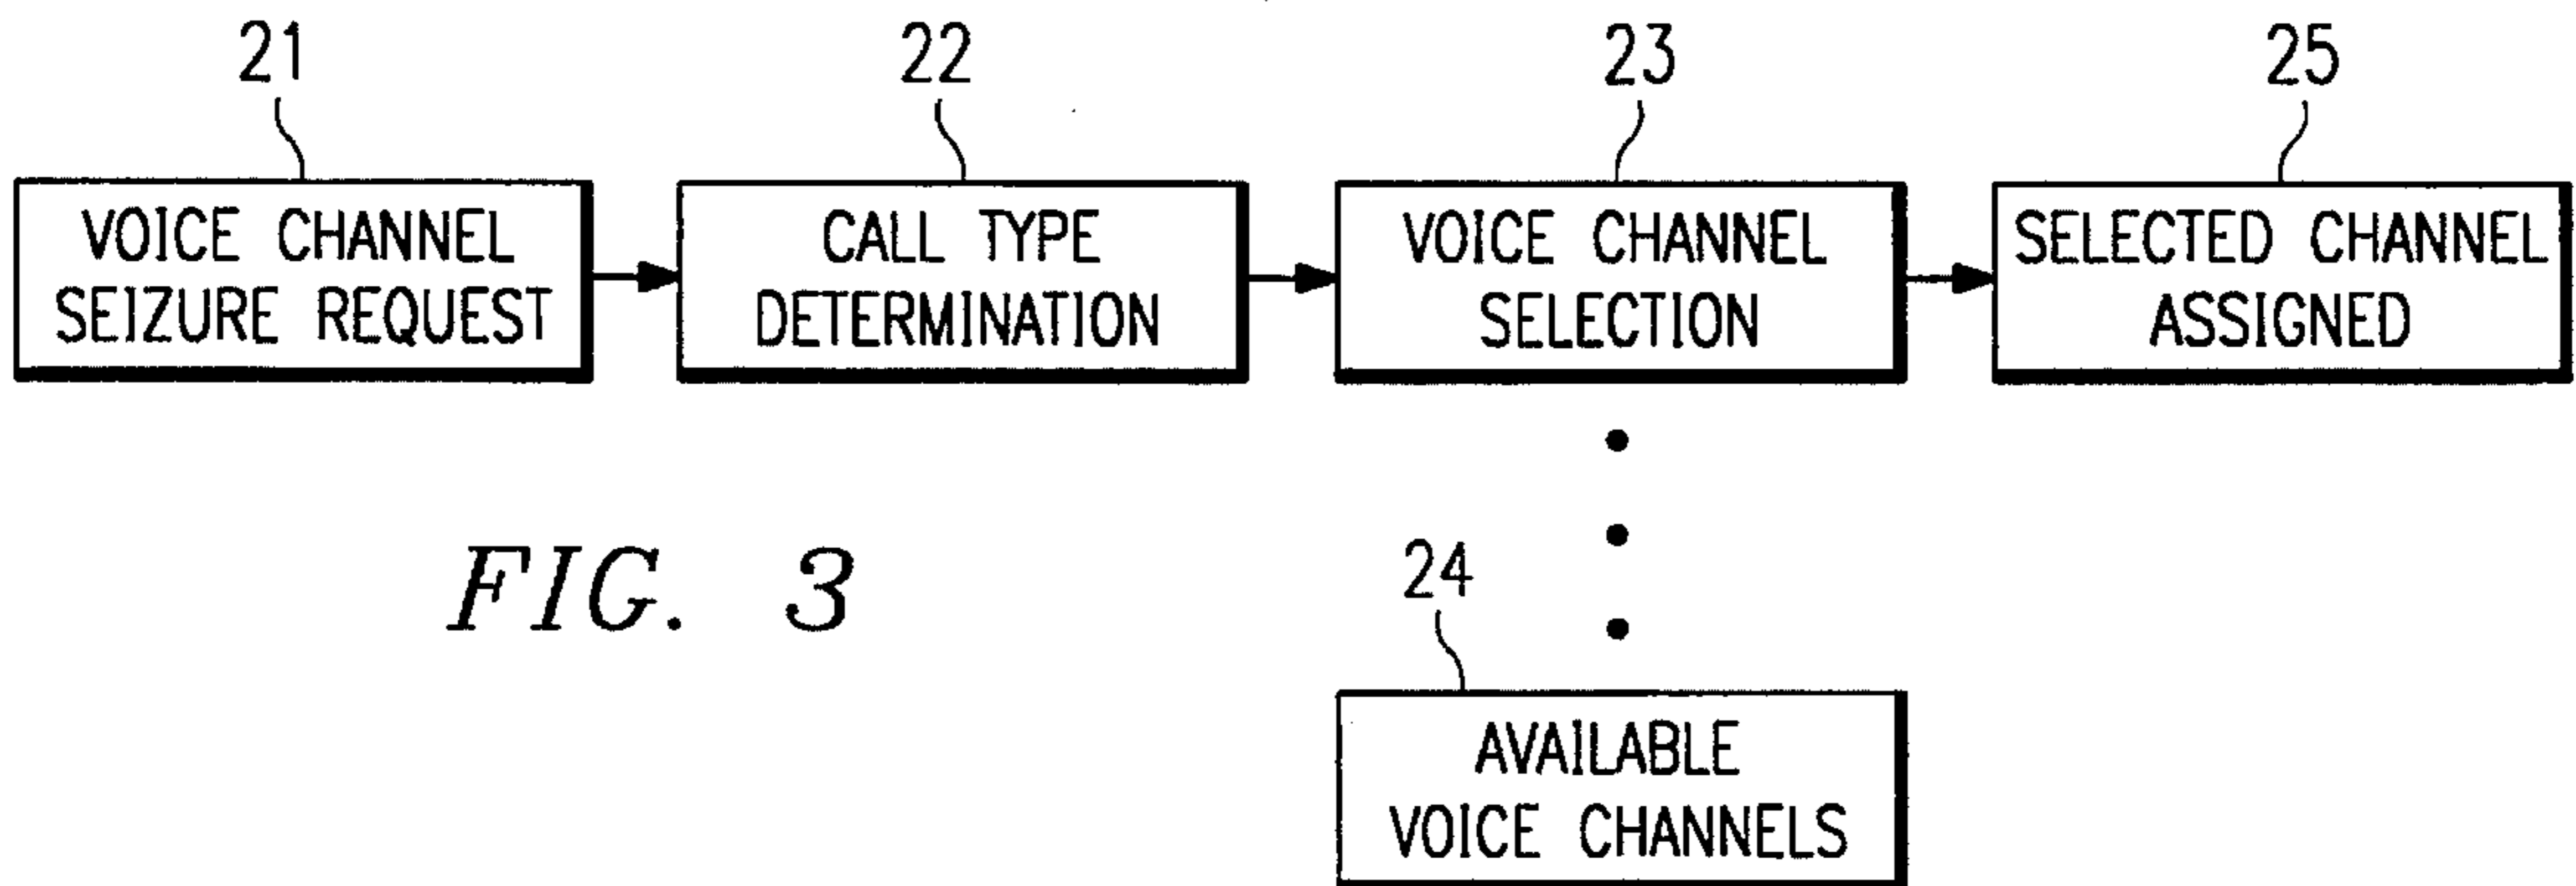 21
VOICE CHANNEL
SEIZURE REQUEST
22
CALL TYPE
DETERMINATION
23
VOICE CHANNEL
SELECTION
25
SELECTED CHANNEL
ASSIGNED
24
AVAILABLE
VOICE CHANNELS
FIG. 3